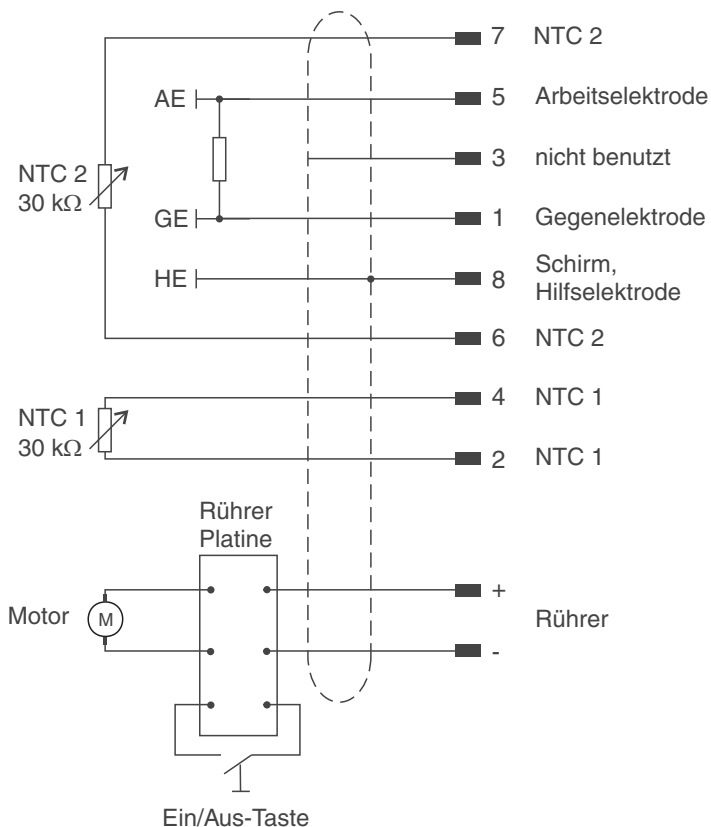 7 NTC 2
AE
5 Arbeitselektrode
3 nicht benutzt
NTC 2
30 kΩ
GE
1 Gegenelektrode
HE
8 Schirm,
Hilfselektrode
6 NTC 2
4 NTC 1
NTC 1
30 kΩ
2 NTC 1
Rührer
Platine
+
Motor
M
Rührer
-
Ein/Aus-Taste